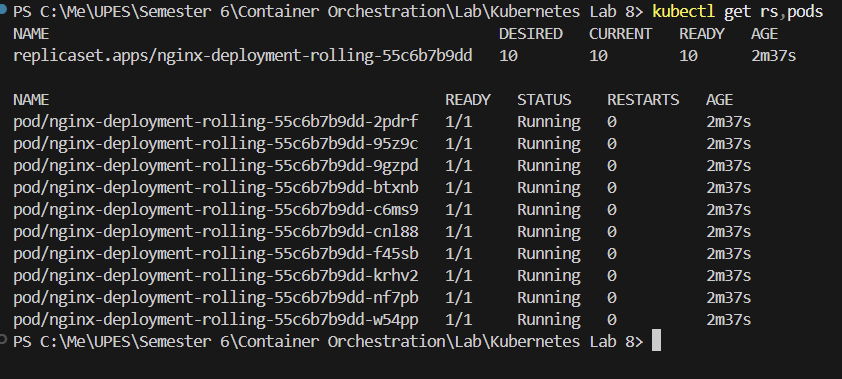 PS C:\Me\UPES\Semester 6\Container Orchestration\Lab\Kubernetes Lab 8> kubectl get rs,pods
NAME DESIRED CURRENT READY AGE
replicaset.apps/nginx-deployment-rolling-55c6b7b9dd 10 10 10 2m37s

NAME READY STATUS RESTARTS AGE
pod/nginx-deployment-rolling-55c6b7b9dd-2pdrf 1/1 Running 0 2m37s
pod/nginx-deployment-rolling-55c6b7b9dd-95z9c 1/1 Running 0 2m37s
pod/nginx-deployment-rolling-55c6b7b9dd-9gzpd 1/1 Running 0 2m37s
pod/nginx-deployment-rolling-55c6b7b9dd-btxnb 1/1 Running 0 2m37s
pod/nginx-deployment-rolling-55c6b7b9dd-c6ms9 1/1 Running 0 2m37s
pod/nginx-deployment-rolling-55c6b7b9dd-cnl88 1/1 Running 0 2m37s
pod/nginx-deployment-rolling-55c6b7b9dd-f45sb 1/1 Running 0 2m37s
pod/nginx-deployment-rolling-55c6b7b9dd-krhv2 1/1 Running 0 2m37s
pod/nginx-deployment-rolling-55c6b7b9dd-nf7pb 1/1 Running 0 2m37s
pod/nginx-deployment-rolling-55c6b7b9dd-w54pp 1/1 Running 0 2m37s
PS C:\Me\UPES\Semester 6\Container Orchestration\Lab\Kubernetes Lab 8>